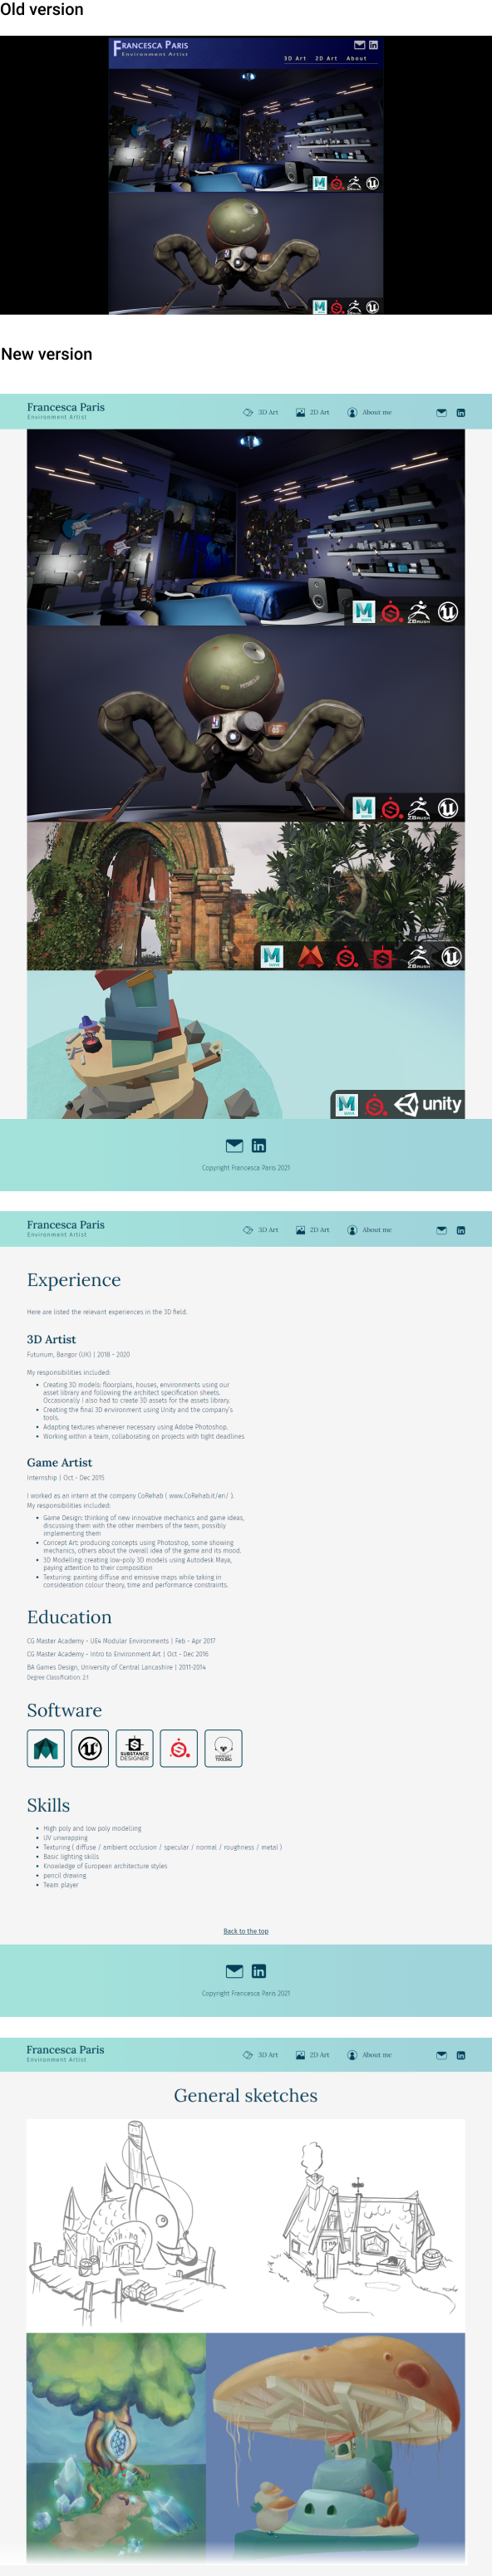 Old version
FRANCESCA PARIS
Environment Artist
3D Art 2D Art About
ZBRUSH
ZBRUSH
New version
Francesca Paris
Environment Artist
3D Art 2D Art About me
ZBRUSH
ZBRUSH
ZBRUSH
unity
Copyright Francesca Paris 2021
Francesca Paris
Environment Artist
3D Art 2D Art About me
Experience
Here are listed the relevant experiences in the 3D field.
3D Artist
Futurium, Bangor (UK) | 2018 - 2020
My responsibilities included:
• Creating 3D models: floorplans, houses, environments using our
asset library and following the architect specification sheets.
Occasionally I also had to create 3D assets for the assets library.
• Creating the final 3D environment using Unity and the company's
tools.
• Adapting textures whenever necessary using Adobe Photoshop.
• Working within a team, collaborating on projects with tight deadlines
Game Artist
Internship | Oct - Dec 2015
I worked as an intern at the company CoRehab ( www.CoRehab.it/en/ ).
My responsibilities included:
• Game Design: thinking of new innovative mechanics and game ideas,
discussing them with the other members of the team, possibly
implementing them
• Concept Art: producing concepts using Photoshop, some showing
mechanics, others about the overall idea of the game and its mood.
• 3D Modelling: creating low-poly 3D models using Autodesk Maya,
paying attention to their composition
• Texturing: painting diffuse and emissive maps while taking in
consideration colour theory, time and performance constraints.
Education
CG Master Academy - UE4 Modular Environments | Feb - Apr 2017
CG Master Academy - Intro to Environment Art | Oct - Dec 2016
BA Games Design, University of Central Lancashire | 2011-2014
Degree Classification: 2:1
Software
SUBSTANCE
DESIGNER
MARMOSET
TOOLBAG
Skills
• High poly and low poly modelling
• UV unwrapping
• Texturing ( diffuse / ambient occlusion / specular / normal / roughness / metal )
• Basic lighting skills
• Knowledge of European architecture styles
• pencil drawing
• Team player
Back to the top
Copyright Francesca Paris 2021
Francesca Paris
Environment Artist
3D Art 2D Art About me
General sketches